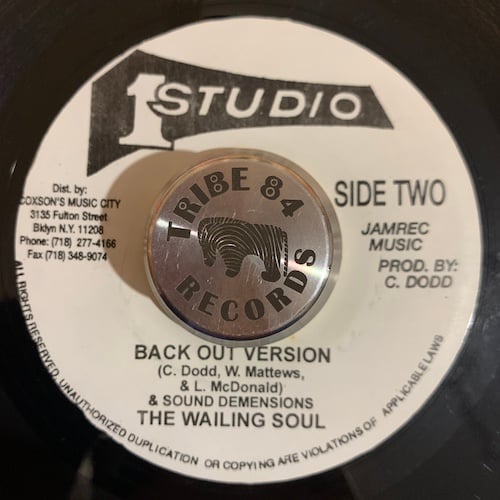 1 STUDIO
Dist. by:
COXSON'S MUSIC CITY
3135 Fulton Street
Bklyn N.Y. 11208
Phone: (718) 277-4166
Fax (718) 348-9074
SIDE TWO
JAMREC
MUSIC
PROD. BY:
C. DODD
TRIBE 84
RECORDS
BACK OUT VERSION
(C. Dodd, W. Mattews,
& L. McDonald)
& SOUND DEMENSIONS
THE WAILING SOUL
ALL RIGHTS RESERVED. UNAUTHORIZED DUPLICATION OR COPYING ARE VIOLATIONS OF APPLICABLE LAWS